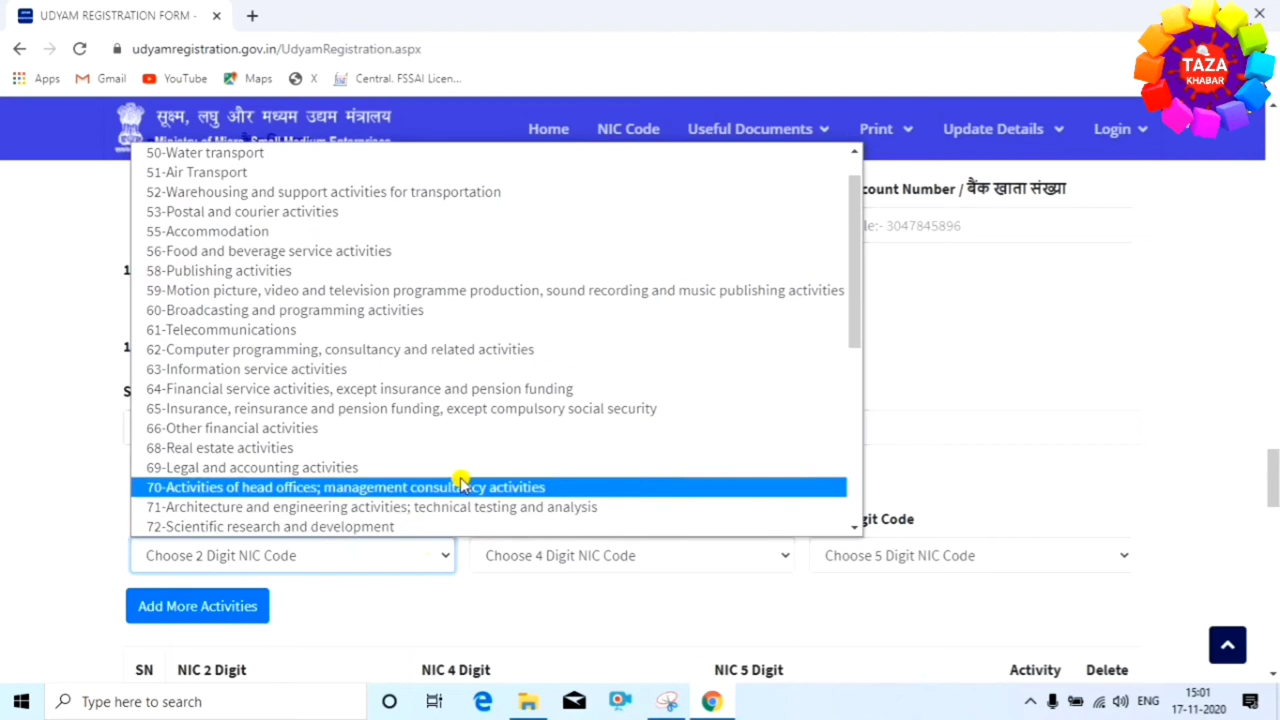 UDYAM REGISTRATION FORM -
udyamregistration.gov.in/UdyamRegistration.aspx
Apps Gmail YouTube Maps X Central. FSSAI Licen...
TAZA
KHABAR
सूक्ष्म, लघु और मध्यम उद्यम मंत्रालय
Home NIC Code Useful Documents Print Update Details Login
Ministry of Micro, Small Medium Enterprises
50-Water transport
51-Air Transport
52-Warehousing and support activities for transportation
53-Postal and courier activities
55-Accommodation
56-Food and beverage service activities
58-Publishing activities
59-Motion picture, video and television programme production, sound recording and music publishing activities
60-Broadcasting and programming activities
61-Telecommunications
62-Computer programming, consultancy and related activities
63-Information service activities
64-Financial service activities, except insurance and pension funding
65-Insurance, reinsurance and pension funding, except compulsory social security
66-Other financial activities
68-Real estate activities
69-Legal and accounting activities
70-Activities of head offices; management consultancy activities
71-Architecture and engineering activities; technical testing and analysis
72-Scientific research and development
count Number / बैंक खाता संख्या
le:- 3047845896
1
1
S
git Code
Choose 2 Digit NIC Code Choose 4 Digit NIC Code Choose 5 Digit NIC Code
Add More Activities
SN NIC 2 Digit NIC 4 Digit NIC 5 Digit Activity Delete
Type here to search
ENG
15:01
17-11-2020